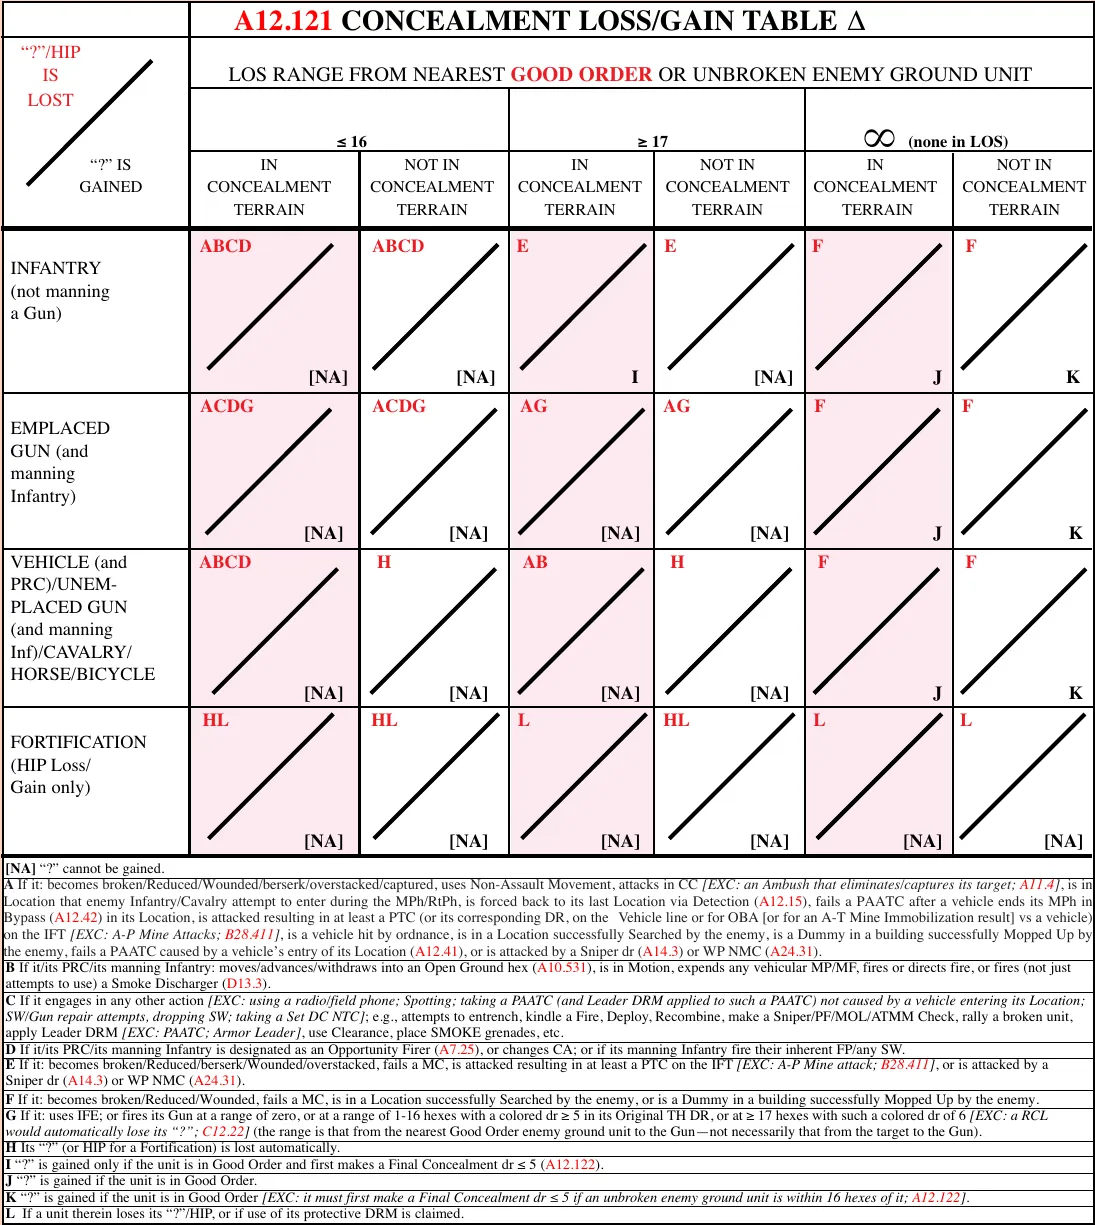 A12.121 CONCEALMENT LOSS/GAIN TABLE Δ
“?”/HIP
IS
LOST
“?” IS
GAINED
LOS RANGE FROM NEAREST GOOD ORDER OR UNBROKEN ENEMY GROUND UNIT
≤ 16
≥ 17
∞ (none in LOS)
IN
CONCEALMENT
TERRAIN
NOT IN
CONCEALMENT
TERRAIN
IN
CONCEALMENT
TERRAIN
NOT IN
CONCEALMENT
TERRAIN
IN
CONCEALMENT
TERRAIN
NOT IN
CONCEALMENT
TERRAIN
INFANTRY
(not manning
a Gun)
ABCD
[NA]
ABCD
[NA]
E
I
E
[NA]
F
J
F
K
EMPLACED
GUN (and
manning
Infantry)
ACDG
[NA]
ACDG
[NA]
AG
[NA]
AG
[NA]
F
J
F
K
VEHICLE (and
PRC)/UNEM-
PLACED GUN
(and manning
Inf)/CAVALRY/
HORSE/BICYCLE
ABCD
[NA]
H
[NA]
AB
[NA]
H
[NA]
F
J
F
K
FORTIFICATION
(HIP Loss/
Gain only)
HL
[NA]
HL
[NA]
L
[NA]
HL
[NA]
L
[NA]
L
[NA]
[NA] “?” cannot be gained.
A If it: becomes broken/Reduced/Wounded/berserk/overstacked/captured, uses Non-Assault Movement, attacks in CC [EXC: an Ambush that eliminates/captures its target; A11.4], is in
Location that enemy Infantry/Cavalry attempt to enter during the MPh/RtPh, is forced back to its last Location via Detection (A12.15), fails a PAATC after a vehicle ends its MPh in
Bypass (A12.42) in its Location, is attacked resulting in at least a PTC (or its corresponding DR, on the Vehicle line or for OBA [or for an A-T Mine Immobilization result] vs a vehicle)
on the IFT [EXC: A-P Mine Attacks; B28.411], is a vehicle hit by ordnance, is in a Location successfully Searched by the enemy, is a Dummy in a building successfully Mopped Up by
the enemy, fails a PAATC caused by a vehicle’s entry of its Location (A12.41), or is attacked by a Sniper dr (A14.3) or WP NMC (A24.31).
B If it/its PRC/its manning Infantry: moves/advances/withdraws into an Open Ground hex (A10.531), is in Motion, expends any vehicular MP/MF, fires or directs fire, or fires (not just
attempts to use) a Smoke Discharger (D13.3).
C If it engages in any other action [EXC: using a radio/field phone; Spotting; taking a PAATC (and Leader DRM applied to such a PAATC) not caused by a vehicle entering its Location;
SW/Gun repair attempts, dropping SW; taking a Set DC NTC]; e.g., attempts to entrench, kindle a Fire, Deploy, Recombine, make a Sniper/PF/MOL/ATMM Check, rally a broken unit,
apply Leader DRM [EXC: PAATC; Armor Leader], use Clearance, place SMOKE grenades, etc.
D If it/its PRC/its manning Infantry is designated as an Opportunity Firer (A7.25), or changes CA; or if its manning Infantry fire their inherent FP/any SW.
E If it: becomes broken/Reduced/berserk/Wounded/overstacked, fails a MC, is attacked resulting in at least a PTC on the IFT [EXC: A-P Mine attack; B28.411], or is attacked by a
Sniper dr (A14.3) or WP NMC (A24.31).
F If it: becomes broken/Reduced/Wounded, fails a MC, is in a Location successfully Searched by the enemy, or is a Dummy in a building successfully Mopped Up by the enemy.
G If it: uses IFE; or fires its Gun at a range of zero, or at a range of 1-16 hexes with a colored dr ≥ 5 in its Original TH DR, or at ≥ 17 hexes with such a colored dr of 6 [EXC: a RCL
would automatically lose its “?”; C12.22] (the range is that from the nearest Good Order enemy ground unit to the Gun—not necessarily that from the target to the Gun).
H Its “?” (or HIP for a Fortification) is lost automatically.
I “?” is gained only if the unit is in Good Order and first makes a Final Concealment dr ≤ 5 (A12.122).
J “?” is gained if the unit is in Good Order.
K “?” is gained if the unit is in Good Order [EXC: it must first make a Final Concealment dr ≤ 5 if an unbroken enemy ground unit is within 16 hexes of it; A12.122].
L If a unit therein loses its “?”/HIP, or if use of its protective DRM is claimed.